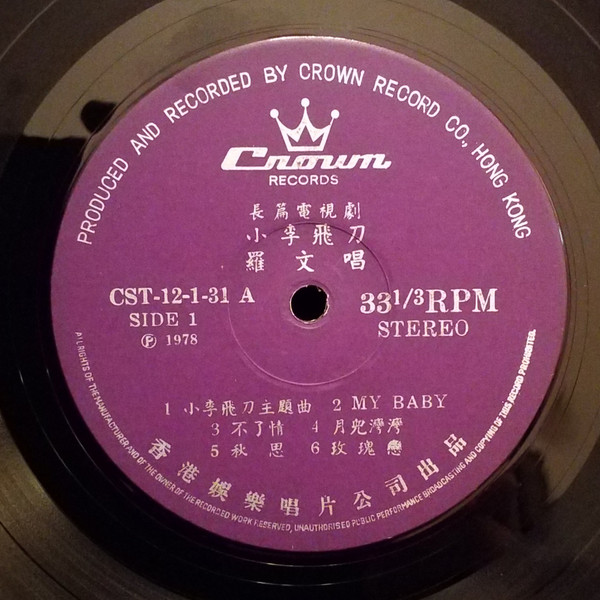 PRODUCED AND RECORDED BY CROWN RECORD CO., HONG KONG
Crown
RECORDS
長篇電視劇
小李飛刀
羅文唱
CST-12-1-31 A
SIDE 1
Ⓟ 1978
33 1/3 RPM
STEREO
1 小李飛刀主題曲 2 MY BABY
3 不了情 4 月兒灣灣
5 秋思 6 玫瑰戀
香港娛樂唱片公司出品
ALL RIGHTS OF THE MANUFACTURER AND OF THE OWNER OF THE RECORDED WORK RESERVED, UNAUTHORISED PUBLIC PERFORMANCE BROADCASTING AND COPYING OF THIS RECORD PROHIBITED.